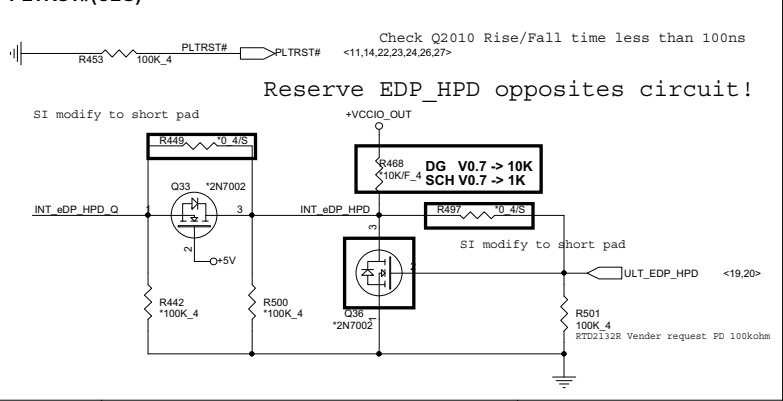 PLTRST#
PLTRST#
<11,14,22,23,24,26,27>
Check Q2010 Rise/Fall time less than 100ns
R453
100K_4
Reserve EDP_HPD opposites circuit!
SI modify to short pad
+VCCIO_OUT
R449
*0_4/S
R468
*10K/F_4
DG V0.7 -> 10K
SCH V0.7 -> 1K
Q33
*2N7002
INT_eDP_HPD_Q
1
3
INT_eDP_HPD
R497
*0_4/S
2
+5V
3
SI modify to short pad
2
ULT_EDP_HPD
<19,20>
R442
*100K_4
R500
*100K_4
Q36
*2N7002
1
R501
100K_4
RTD2132R Vender request PD 100kohm